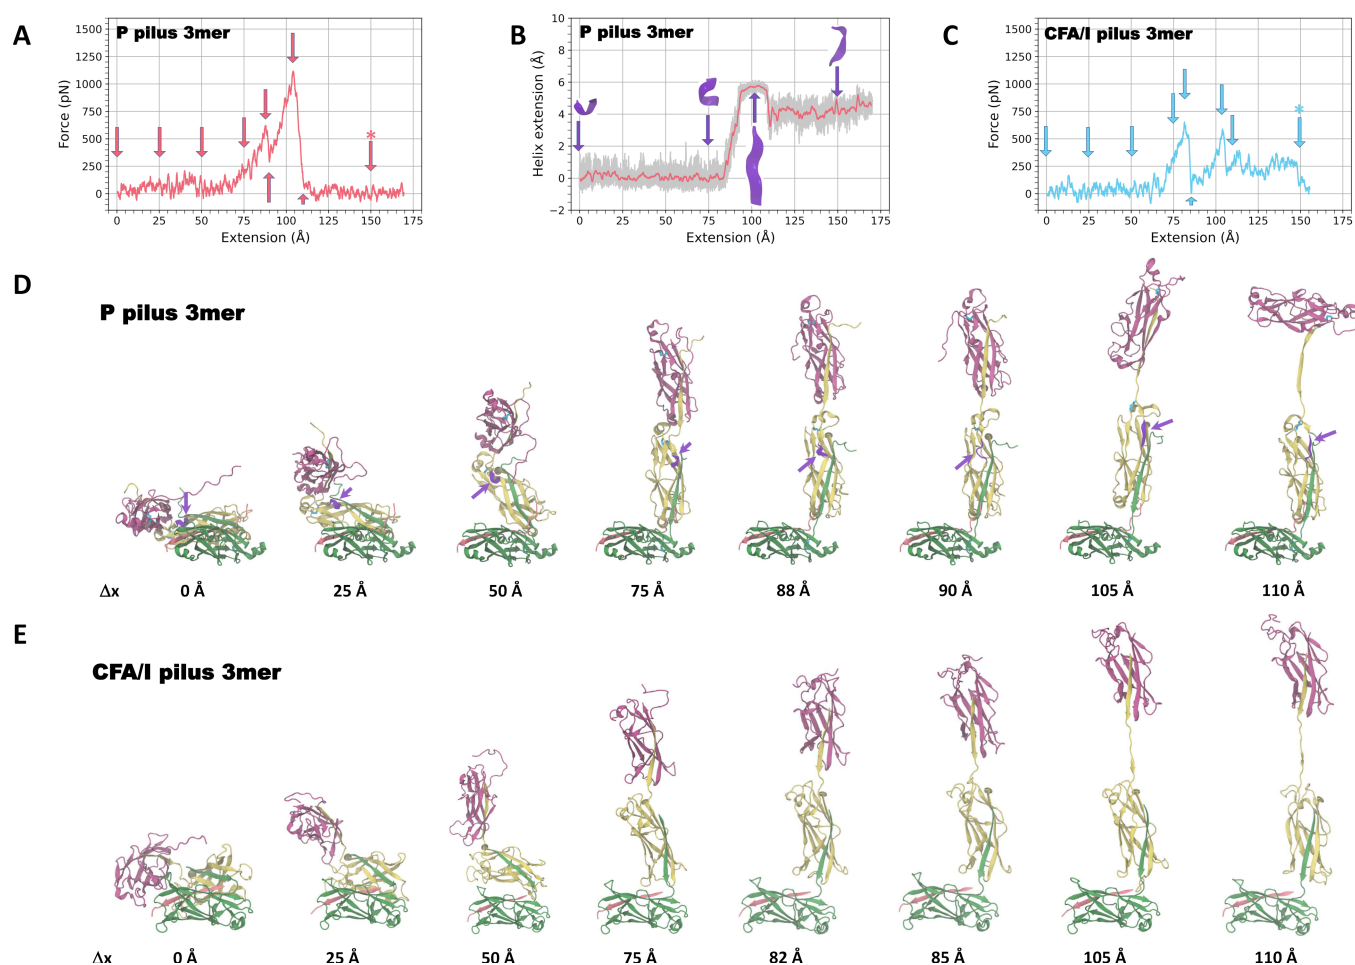 A
P pilus 3mer
Force (pN)
1500
1250
1000
750
500
250
0
*
0 25 50 75 100 125 150 175
Extension (Å)
B
P pilus 3mer
Helix extension (Å)
10
8
6
4
2
0
−2
0 25 50 75 100 125 150 175
Extension (Å)
C
CFA/I pilus 3mer
Force (pN)
1500
1250
1000
750
500
250
0
*
0 25 50 75 100 125 150 175
Extension (Å)
D
P pilus 3mer
Δx 0 Å 25 Å 50 Å 75 Å 88 Å 90 Å 105 Å 110 Å
E
CFA/I pilus 3mer
Δx 0 Å 25 Å 50 Å 75 Å 82 Å 85 Å 105 Å 110 Å